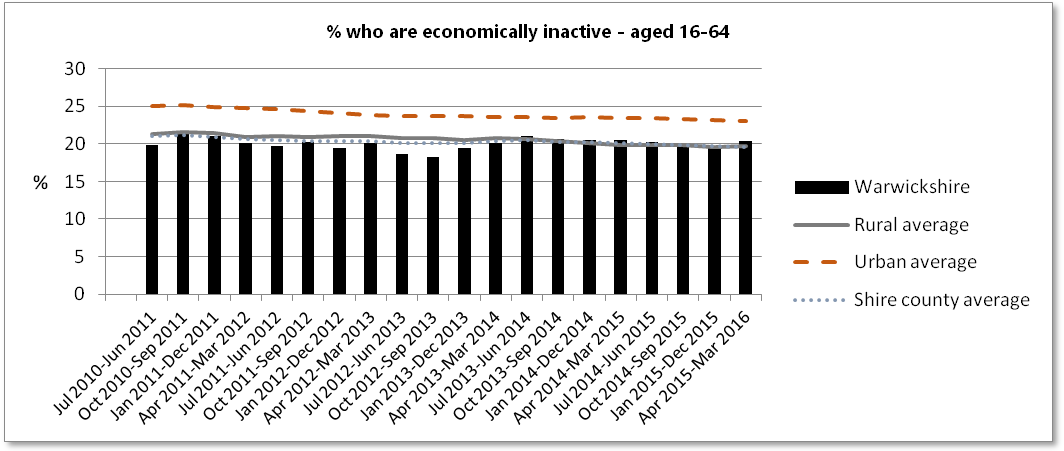 % who are economically inactive - aged 16-64
30
25
20
15
10
5
0
%
Jul 2010-Jun 2011
Oct 2010-Sep 2011
Jan 2011-Dec 2011
Apr 2011-Mar 2012
Jul 2011-Jun 2012
Oct 2011-Sep 2012
Jan 2012-Dec 2012
Apr 2012-Mar 2013
Jul 2012-Jun 2013
Oct 2012-Sep 2013
Jan 2013-Dec 2013
Apr 2013-Mar 2014
Jul 2013-Jun 2014
Oct 2013-Sep 2014
Jan 2014-Dec 2014
Apr 2014-Mar 2015
Jul 2014-Jun 2015
Oct 2014-Sep 2015
Jan 2015-Dec 2015
Apr 2015-Mar 2016
Warwickshire
Rural average
Urban average
Shire county average